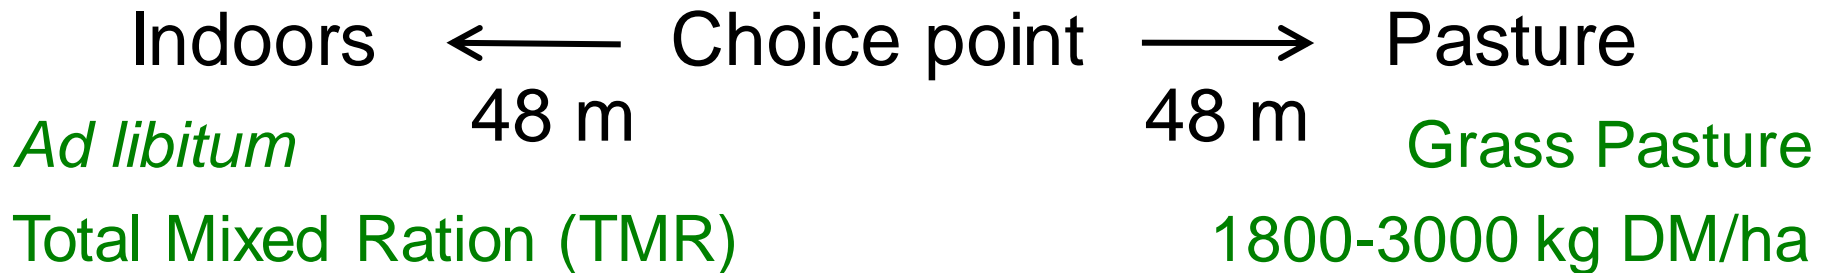 Indoors Choice point Pasture
48 m 48 m
Ad libitum Grass Pasture
Total Mixed Ration (TMR) 1800-3000 kg DM/ha